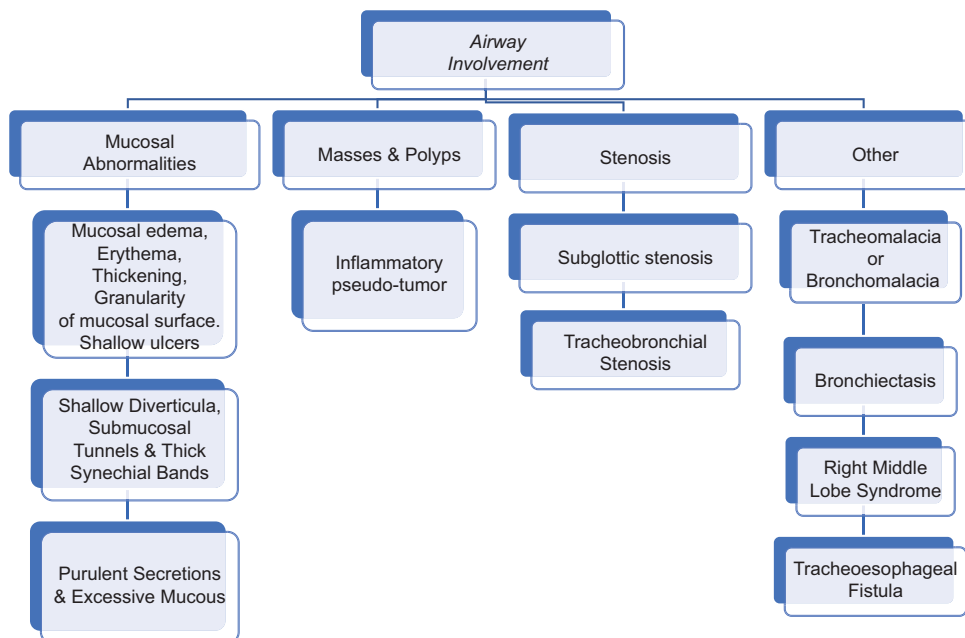 Airway
Involvement
Mucosal
Abnormalities
Mucosal edema,
Erythema,
Thickening,
Granularity
of mucosal surface.
Shallow ulcers
Shallow Diverticula,
Submucosal
Tunnels & Thick
Synechial Bands
Purulent Secretions
& Excessive Mucous
Masses & Polyps
Inflammatory
pseudo-tumor
Stenosis
Subglottic stenosis
Tracheobronchial
Stenosis
Other
Tracheomalacia
or
Bronchomalacia
Bronchiectasis
Right Middle
Lobe Syndrome
Tracheoesophageal
Fistula